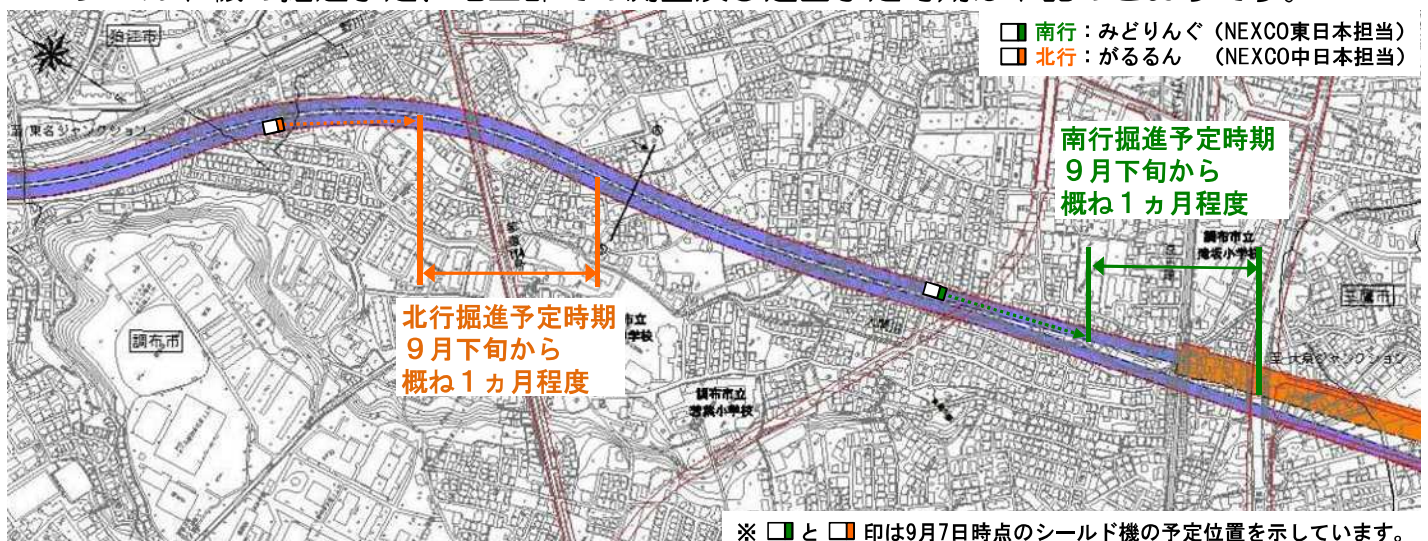 狛江市
南行：みどりんぐ（NEXCO東日本担当）
北行：がるるん （NEXCO中日本担当）
至 東名ジャンクション
南行掘進予定時期
９月下旬から
概ね１ヵ月程度
調布市立
滝坂小学校
三鷹市
北行掘進予定時期
９月下旬から
概ね１ヵ月程度
調布市
至 大泉ジャンクション
調布市立
若葉小学校
※ と 印は9月7日時点のシールド機の予定位置を示しています。